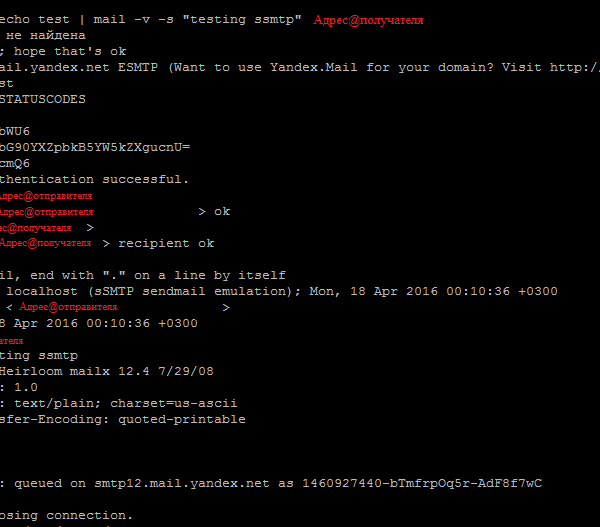 echo test | mail -v -s "testing ssmtp" Адрес@получателя
не найдена
; hope that's ok
ail.yandex.net ESMTP (Want to use Yandex.Mail for your domain? Visit http:/
st
STATUSCODES
bWU6
bG90YXZpbkB5YW5kZXgucnU=
cmQ6
thentication successful.
Адрес@отправителя
Адрес@отправителя > ok
ес@получателя >
Адрес@получателя > recipient ok
il, end with "." on a line by itself
localhost (sSMTP sendmail emulation); Mon, 18 Apr 2016 00:10:36 +0300
< Адрес@отправителя >
8 Apr 2016 00:10:36 +0300
ателя
ting ssmtp
Heirloom mailx 12.4 7/29/08
: 1.0
: text/plain; charset=us-ascii
sfer-Encoding: quoted-printable
: queued on smtp12.mail.yandex.net as 1460927440-bTmfrpOq5r-AdF8f7wC
osing connection.